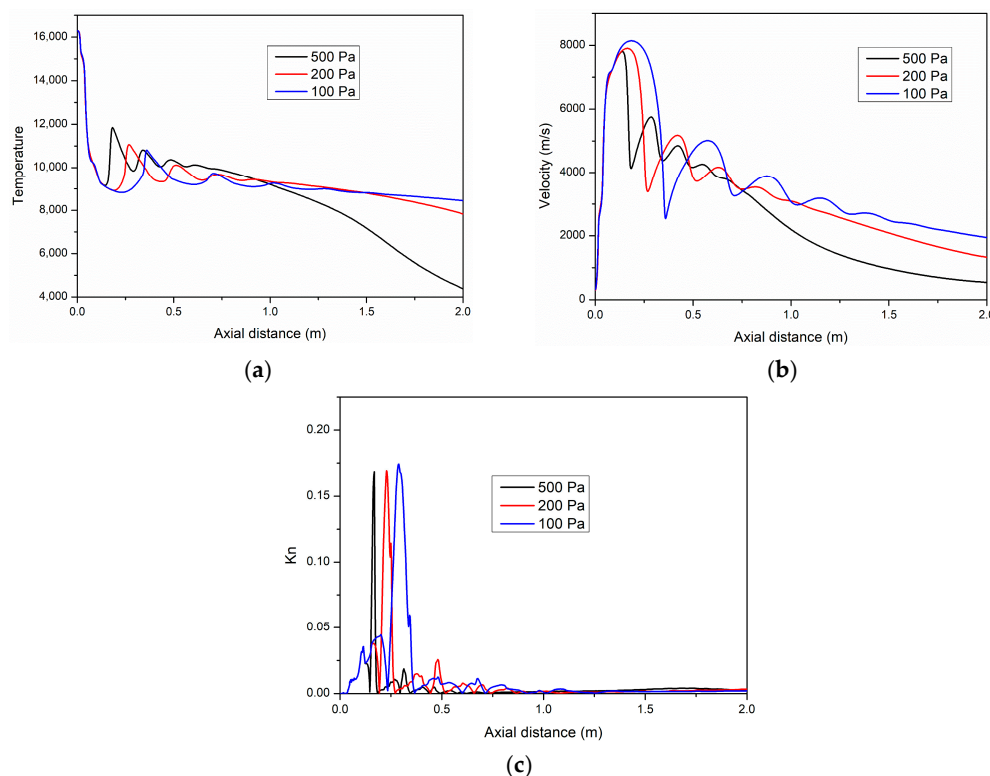 16,000
14,000
12,000
10,000
8,000
6,000
4,000
Temperature
500 Pa
200 Pa
100 Pa
0.0 0.5 1.0 1.5 2.0
Axial distance (m)
(a)
8000
6000
4000
2000
0
Velocity (m/s)
500 Pa
200 Pa
100 Pa
0.0 0.5 1.0 1.5 2.0
Axial distance (m)
(b)
0.20
0.15
0.10
0.05
0.00
Kn
500 Pa
200 Pa
100 Pa
0.0 0.5 1.0 1.5 2.0
Axial distance (m)
(c)